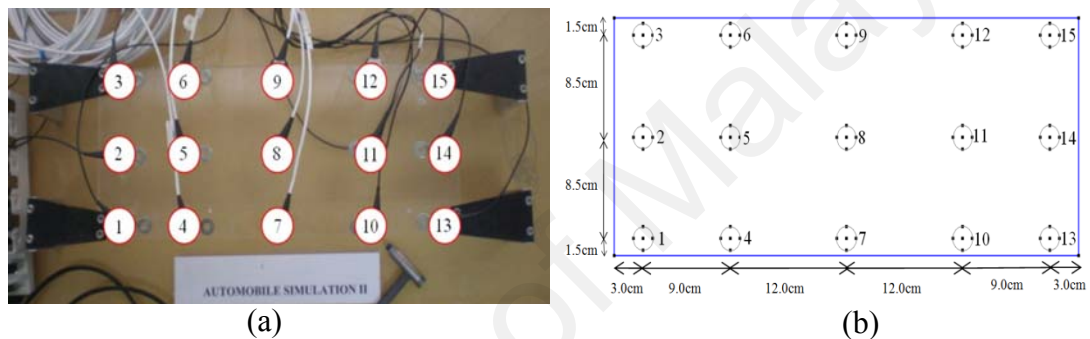 3 6 9 12 15
2 5 8 11 14
1 4 7 10 13
AUTOMOBILE SIMULATION II
(a)
1.5cm
3 6 9 12 15
8.5cm
2 5 8 11 14
8.5cm
1 4 7 10 13
1.5cm
3.0cm 9.0cm 12.0cm 12.0cm 9.0cm 3.0cm
(b)
of Malay